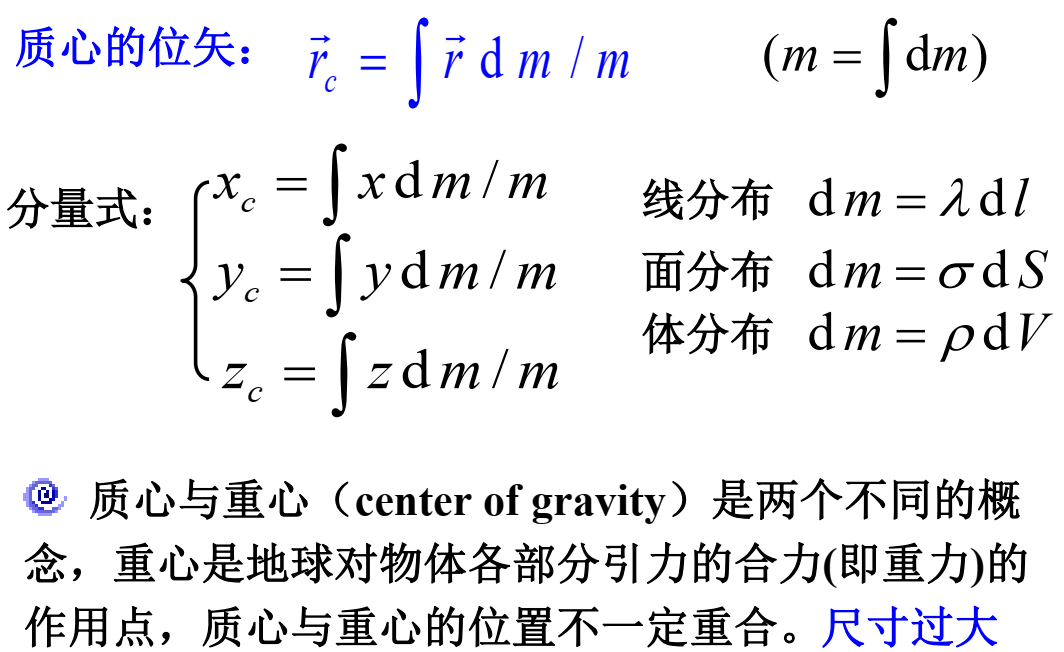 质心的位矢： $\vec{r}_c = \int \vec{r} \, \mathrm{d} m / m$ $(m = \int \mathrm{d}m)$
分量式： $\begin{cases} x_c = \int x \, \mathrm{d} m / m \\ y_c = \int y \, \mathrm{d} m / m \\ z_c = \int z \, \mathrm{d} m / m \end{cases}$
线分布 $\mathrm{d} m = \lambda \, \mathrm{d} l$
面分布 $\mathrm{d} m = \sigma \, \mathrm{d} S$
体分布 $\mathrm{d} m = \rho \, \mathrm{d} V$
质心与重心（center of gravity）是两个不同的概
念，重心是地球对物体各部分引力的合力(即重力)的
作用点，质心与重心的位置不一定重合。尺寸过大